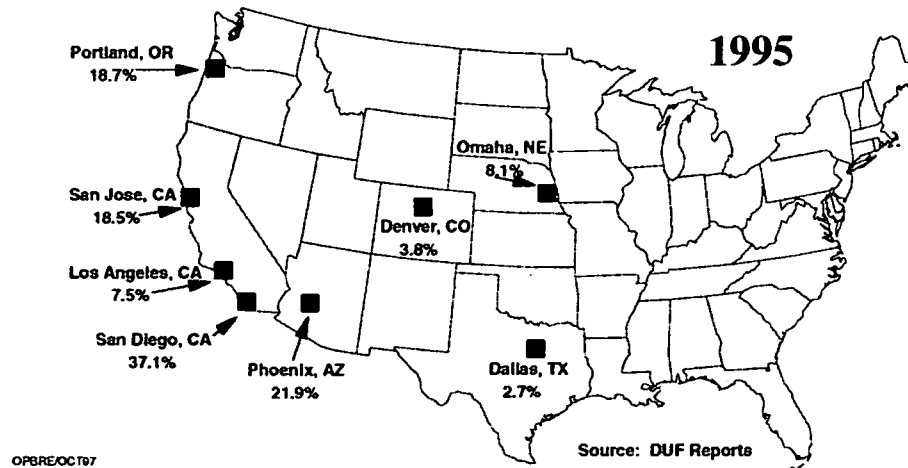 1995
Portland, OR
18.7%
Omaha, NE
8.1%
San Jose, CA
18.5%
Denver, CO
3.8%
Los Angeles, CA
7.5%
San Diego, CA
37.1%
Phoenix, AZ
21.9%
Dallas, TX
2.7%
Source: DUF Reports
OPBRE/OCT97